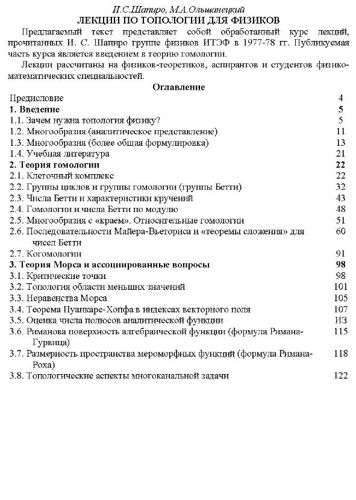 И.С.Шапиро, М.А.Ольшанецкий
ЛЕКЦИИ ПО ТОПОЛОГИИ ДЛЯ ФИЗИКОВ
Предлагаемый текст представляет собой обработанный курс лекций,
прочитанных И. С. Шапиро группе физиков ИТЭФ в 1977-78 гг. Публикуемая
часть курса является введением в теорию гомологии.
Лекции рассчитаны на физиков-теоретиков, аспирантов и студентов физико-
математических специальностей.
Оглавление
Предисловие 4
1. Введение 5
1.1. Зачем нужна топология физику? 5
1.2. Многообразия (аналитическое представление) 11
1.3. Многообразия (более общая формулировка) 13
1.4. Учебная литература 21
2. Теория гомологии 22
2.1. Клеточный комплекс 22
2.2. Группы циклов и группы гомологии (группы Бетти) 32
2.3. Числа Бетти и характеристики кручений 43
2.4. Гомологии и числа Бетти по модулю 48
2.5. Многообразия с «краем». Относительные гомологии 51
2.6. Последовательности Майера-Вьеториса и «теоремы сложения» для 60
чисел Бетти
2.7. Когомологии 91
3. Теория Морса и ассоциированные вопросы 98
3.1. Критические точки 98
3.2. Топология области меньших значений 101
3.3. Неравенства Морса 105
3.4. Теорема Пуанкаре-Хопфа в индексах векторного поля 107
3.5. Оценка числа полюсов аналитической функции ИЗ
3.6. Риманова поверхность алгебраической функции (формула Римана- 115
Гурвица)
3.7. Размерность пространства мероморфных функций (формула Римана- 118
Роха)
3.8. Топологические аспекты многоканальной задачи 122